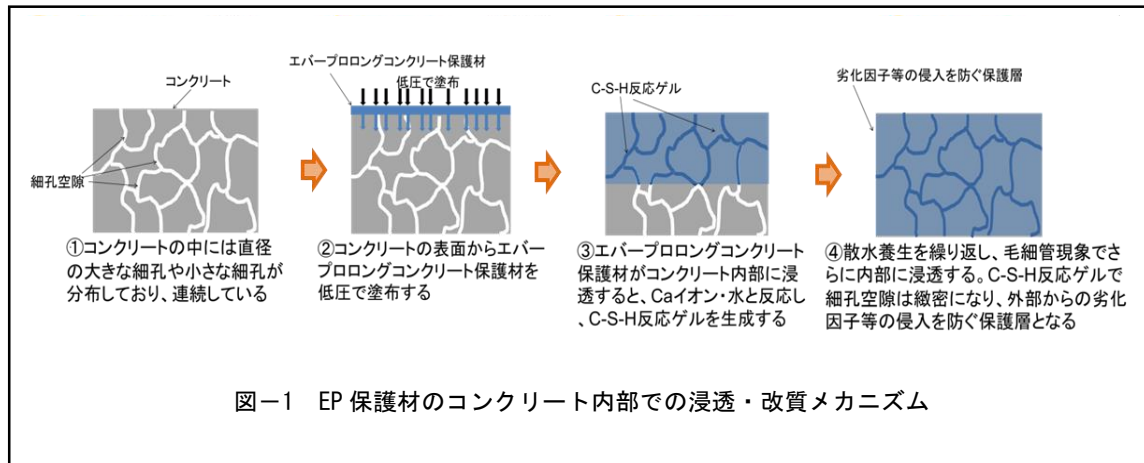 コンクリート
細孔空隙
①コンクリートの中には直径
の大きな細孔や小さな細孔が
分布しており、連続している
エバープロロングコンクリート保護材
低圧で塗布
②コンクリートの表面からエバー
プロロングコンクリート保護材を
低圧で塗布する
C-S-H反応ゲル
③エバープロロングコンクリート
保護材がコンクリート内部に浸
透すると、Caイオン・水と反応し
、C-S-H反応ゲルを生成する
劣化因子等の侵入を防ぐ保護層
④散水養生を繰り返し、毛細管現象でさ
らに内部に浸透する。C-S-H反応ゲルで
細孔空隙は緻密になり、外部からの劣化
因子等の侵入を防ぐ保護層となる
図－1　EP 保護材のコンクリート内部での浸透・改質メカニズム